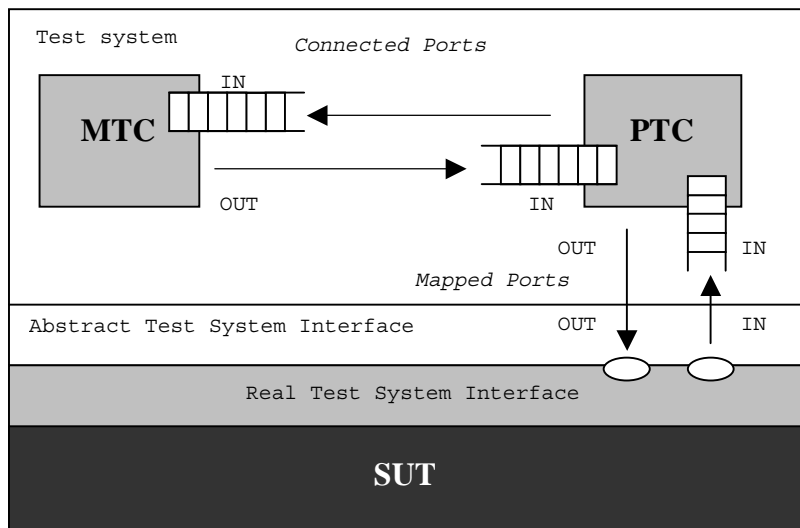 Test system
Connected Ports
IN
MTC
PTC
OUT
IN
OUT
IN
Mapped Ports
Abstract Test System Interface
OUT
IN
Real Test System Interface
SUT